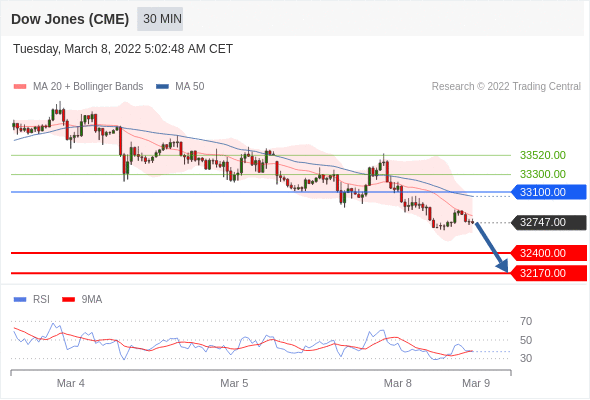 Dow Jones (CME) 30 MIN
Tuesday, March 8, 2022 5:02:48 AM CET
MA 20 + Bollinger Bands MA 50 Research © 2022 Trading Central
33520.00
33300.00
33100.00
32747.00
32400.00
32170.00
RSI 9MA
70
50
30
Mar 4 Mar 5 Mar 8 Mar 9